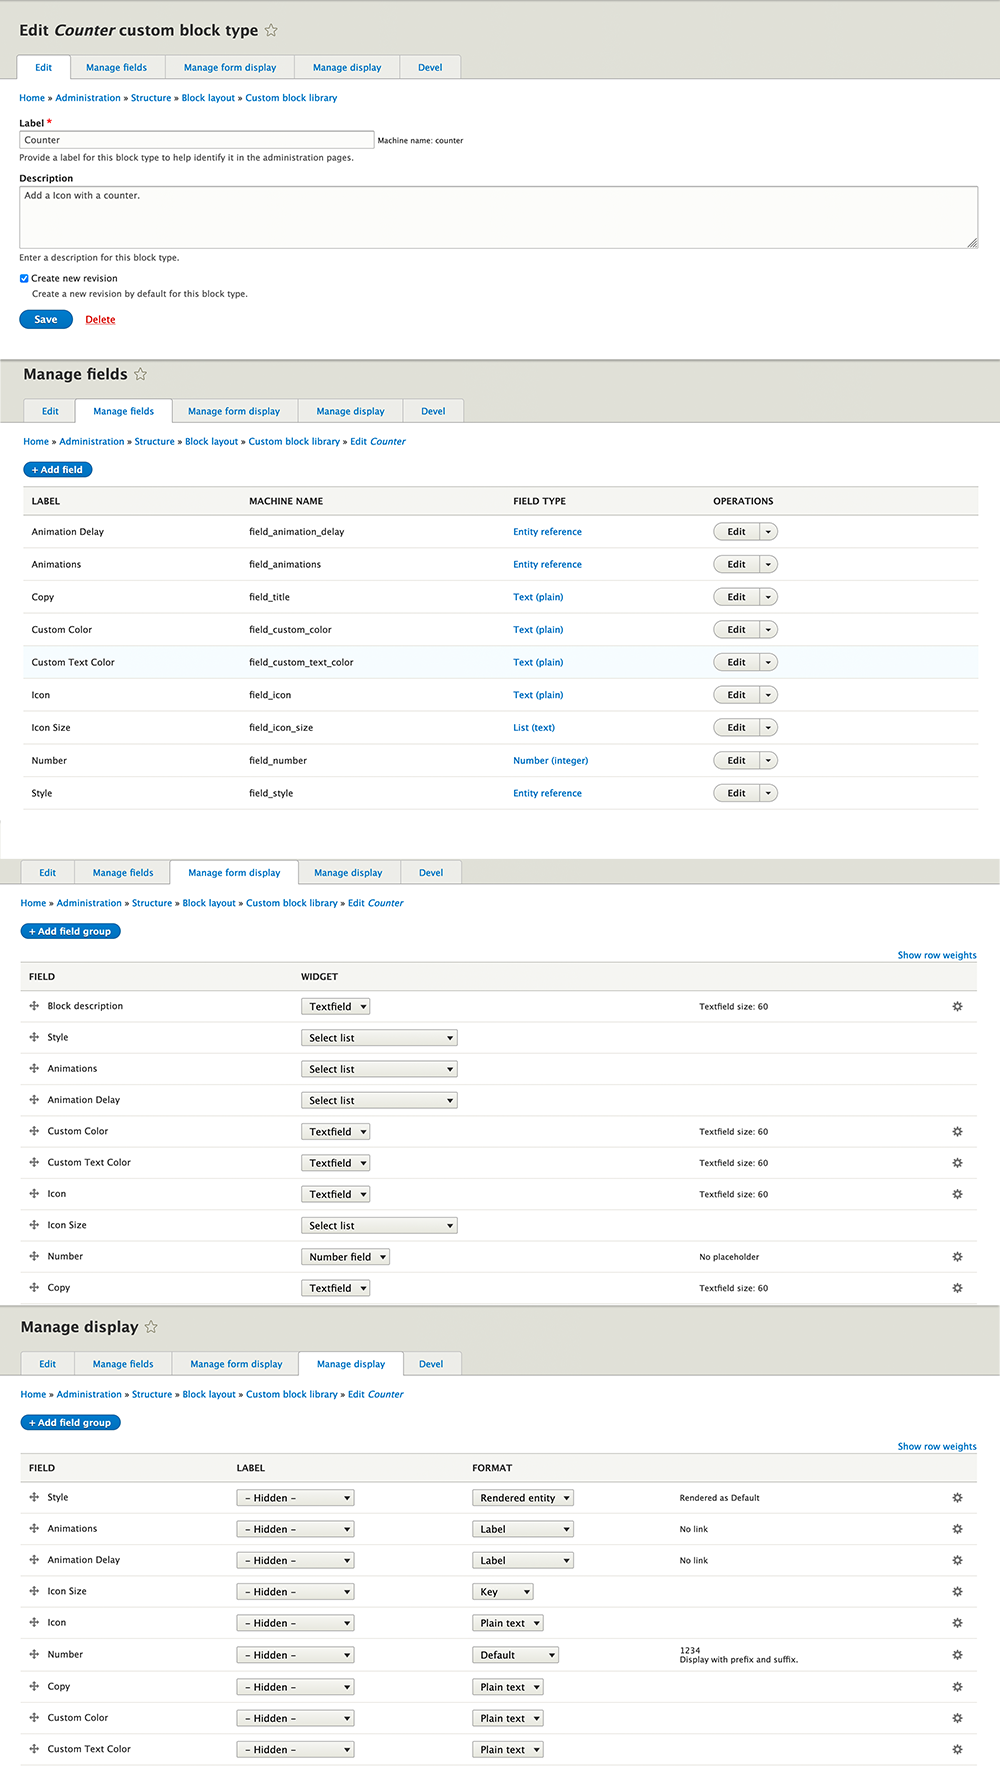 Edit Counter custom block type
Edit Manage fields Manage form display Manage display Devel
Home » Administration » Structure » Block layout » Custom block library
Label *
Counter Machine name: counter
Provide a label for this block type to help identify it in the administration pages.
Description
Add a Icon with a counter.
Enter a description for this block type.
Create new revision
Create a new revision by default for this block type.
Save Delete
Manage fields
Edit Manage fields Manage form display Manage display Devel
Home » Administration » Structure » Block layout » Custom block library » Edit Counter
+ Add field
LABEL MACHINE NAME FIELD TYPE OPERATIONS
Animation Delay field_animation_delay Entity reference Edit
Animations field_animations Entity reference Edit
Copy field_title Text (plain) Edit
Custom Color field_custom_color Text (plain) Edit
Custom Text Color field_custom_text_color Text (plain) Edit
Icon field_icon Text (plain) Edit
Icon Size field_icon_size List (text) Edit
Number field_number Number (integer) Edit
Style field_style Entity reference Edit
Edit Manage fields Manage form display Manage display Devel
Home » Administration » Structure » Block layout » Custom block library » Edit Counter
+ Add field group
Show row weights
FIELD WIDGET
Block description Textfield Textfield size: 60
Style Select list
Animations Select list
Animation Delay Select list
Custom Color Textfield Textfield size: 60
Custom Text Color Textfield Textfield size: 60
Icon Textfield Textfield size: 60
Icon Size Select list
Number Number field No placeholder
Copy Textfield Textfield size: 60
Manage display
Edit Manage fields Manage form display Manage display Devel
Home » Administration » Structure » Block layout » Custom block library » Edit Counter
+ Add field group
Show row weights
FIELD LABEL FORMAT
Style - Hidden - Rendered entity Rendered as Default
Animations - Hidden - Label No link
Animation Delay - Hidden - Label No link
Icon Size - Hidden - Key
Icon - Hidden - Plain text
Number - Hidden - Default 1234
Display with prefix and suffix.
Copy - Hidden - Plain text
Custom Color - Hidden - Plain text
Custom Text Color - Hidden - Plain text